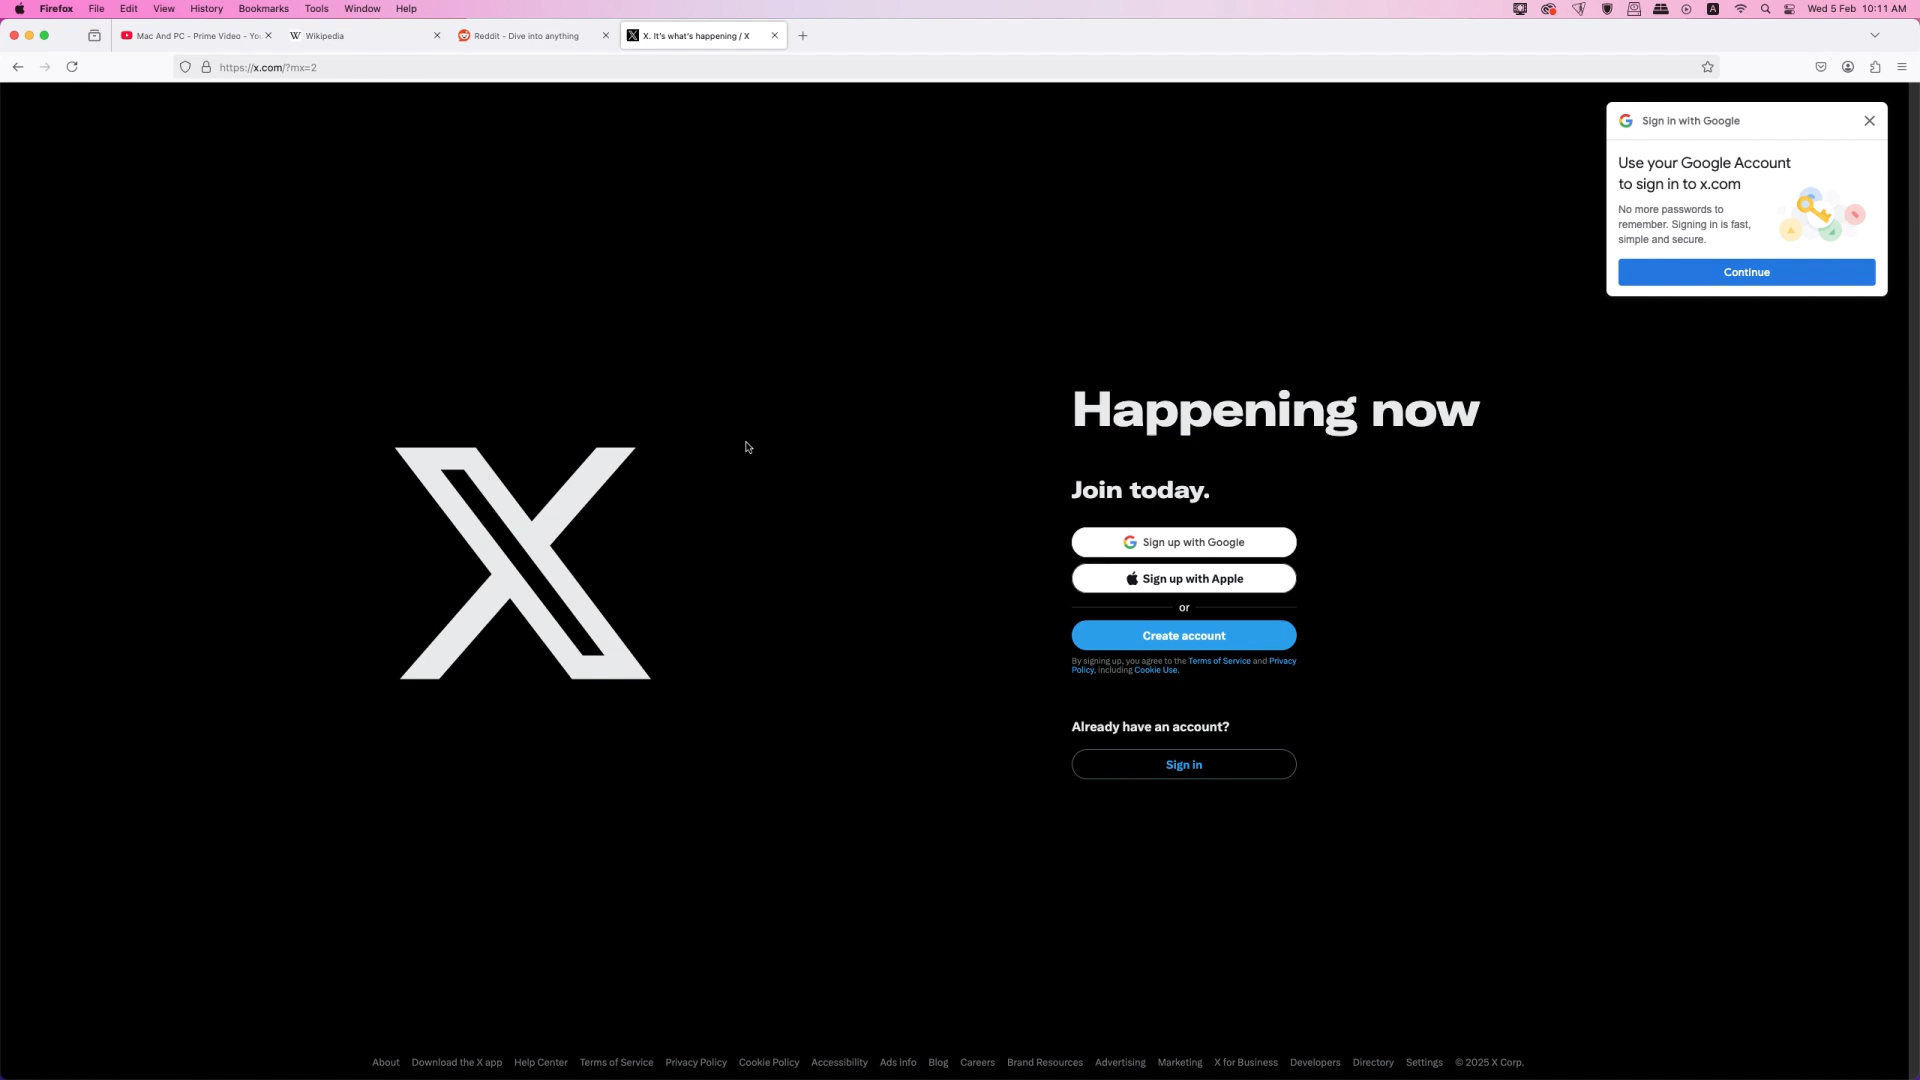 Firefox File Edit View History Bookmarks Tools Window Help
Wed 5 Feb 10:11 AM
Mac And PC - Prime Video - Yo
Wikipedia
Reddit - Dive into anything
X. It's what's happening / X
https://x.com/?mx=2
Sign in with Google
Use your Google Account
to sign in to x.com
No more passwords to
remember. Signing in is fast,
simple and secure.
Continue
Happening now
Join today.
Sign up with Google
Sign up with Apple
or
Create account
By signing up, you agree to the Terms of Service and Privacy
Policy, including Cookie Use.
Already have an account?
Sign in
About Download the X app Help Center Terms of Service Privacy Policy Cookie Policy Accessibility Ads info Blog Careers Brand Resources Advertising Marketing X for Business Developers Directory Settings © 2025 X Corp.